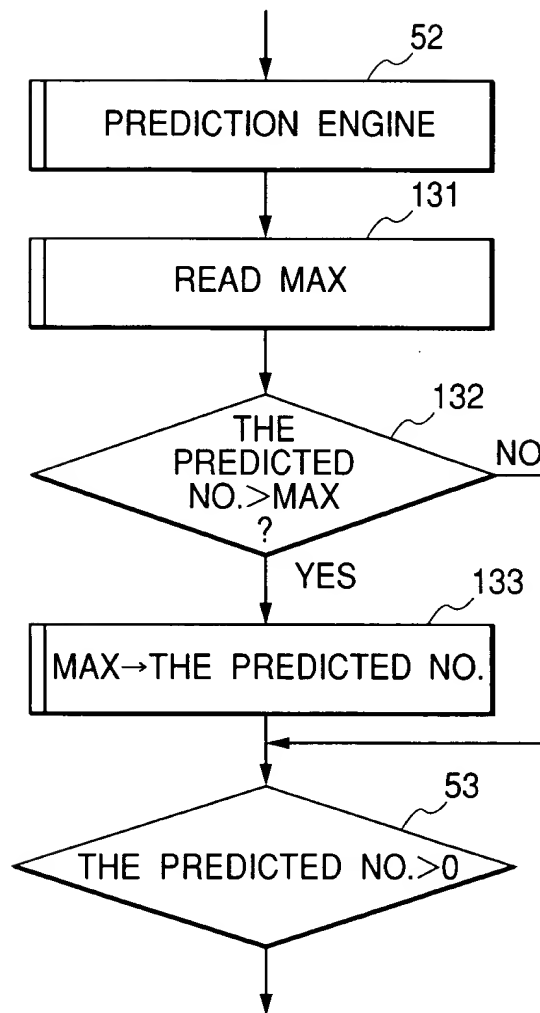 52
PREDICTION ENGINE
131
READ MAX
132
THE
PREDICTED
NO.>MAX
?
NO
YES
133
MAX→THE PREDICTED NO.
53
THE PREDICTED NO.>0